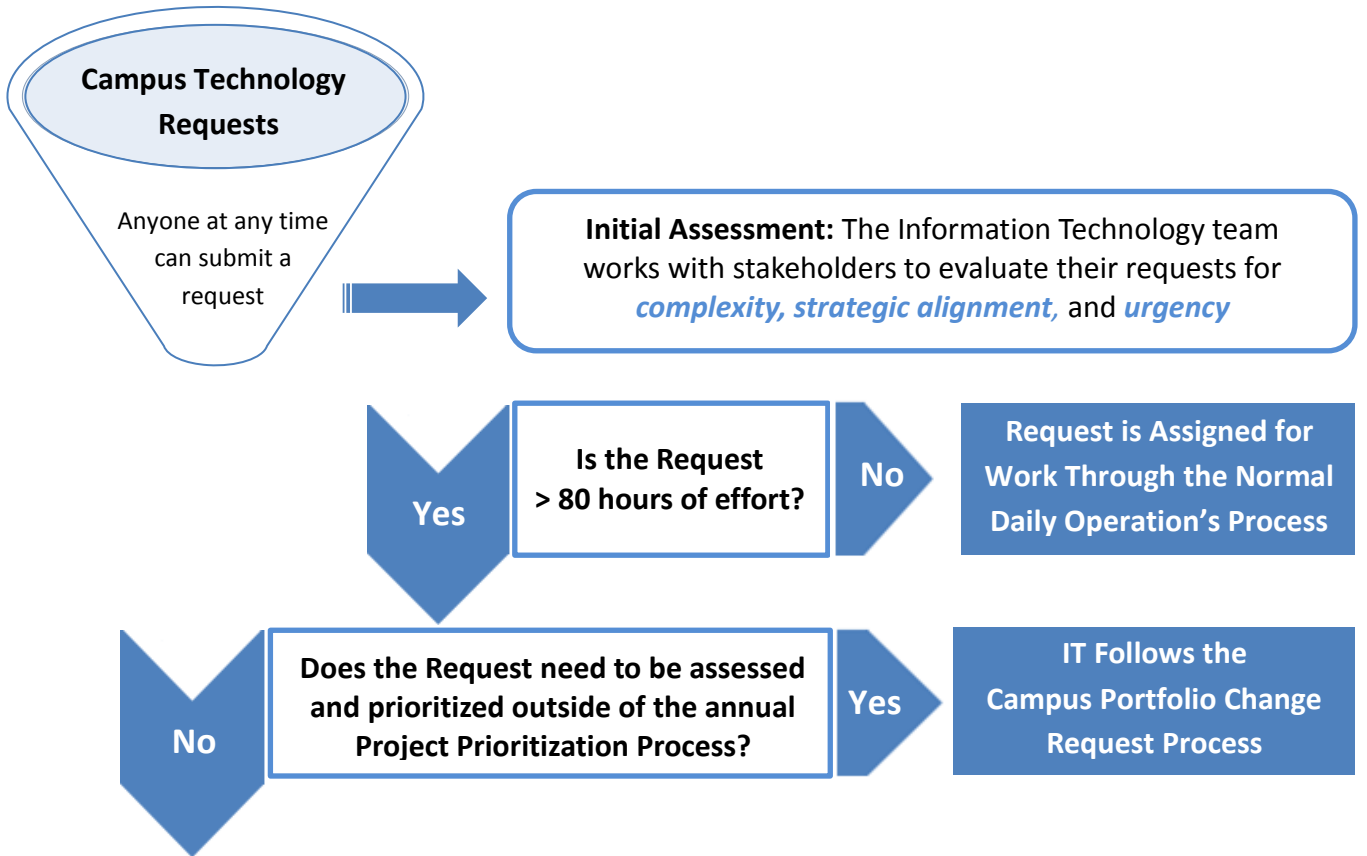 Campus Technology
Requests
Anyone at any time
can submit a
request
Initial Assessment: The Information Technology team
works with stakeholders to evaluate their requests for
complexity, strategic alignment, and urgency
Yes
Is the Request
> 80 hours of effort?
No
Request is Assigned for
Work Through the Normal
Daily Operation's Process
No
Does the Request need to be assessed
and prioritized outside of the annual
Project Prioritization Process?
Yes
IT Follows the
Campus Portfolio Change
Request Process